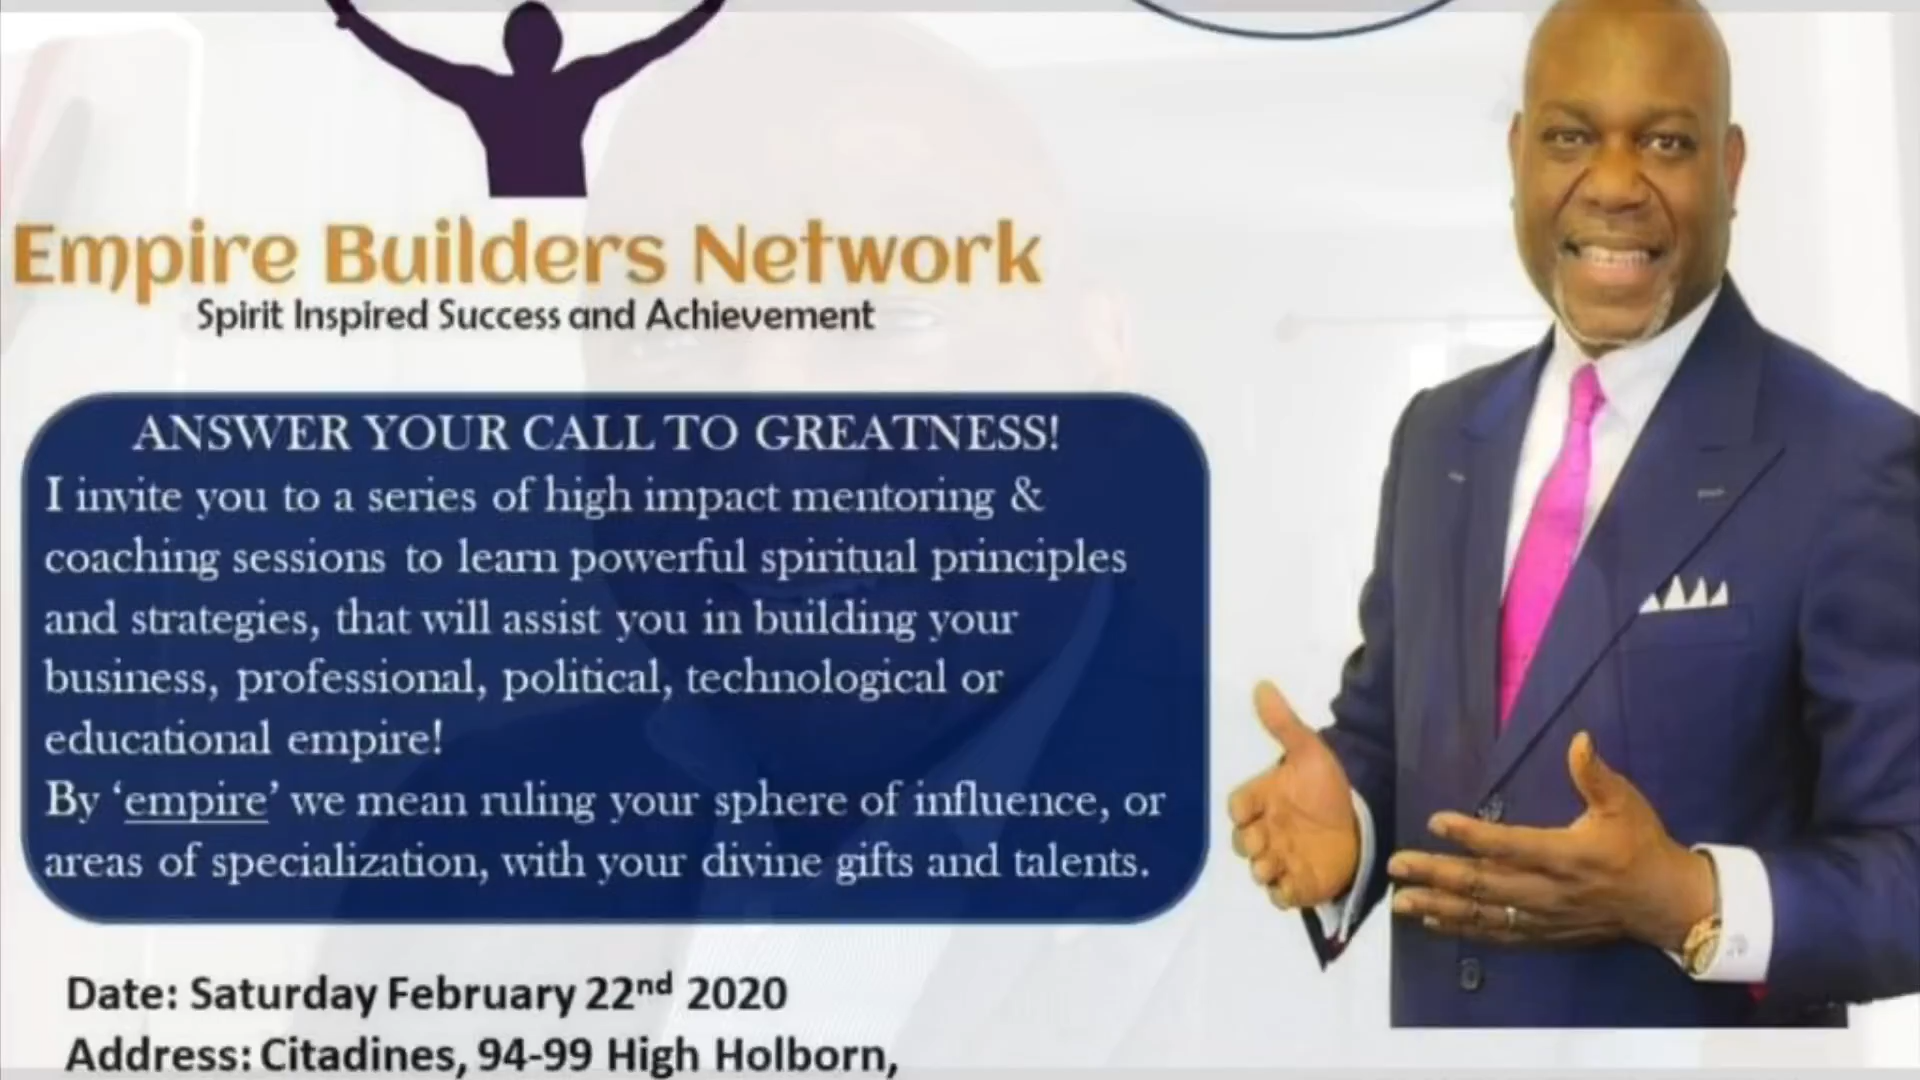 Empire Builders Network
Spirit Inspired Success and Achievement
ANSWER YOUR CALL TO GREATNESS!
I invite you to a series of high impact mentoring &
coaching sessions to learn powerful spiritual principles
and strategies, that will assist you in building your
business, professional, political, technological or
educational empire!
By ‘empire’ we mean ruling your sphere of influence, or
areas of specialization, with your divine gifts and talents.
Date: Saturday February 22nd 2020
Address: Citadines, 94-99 High Holborn,